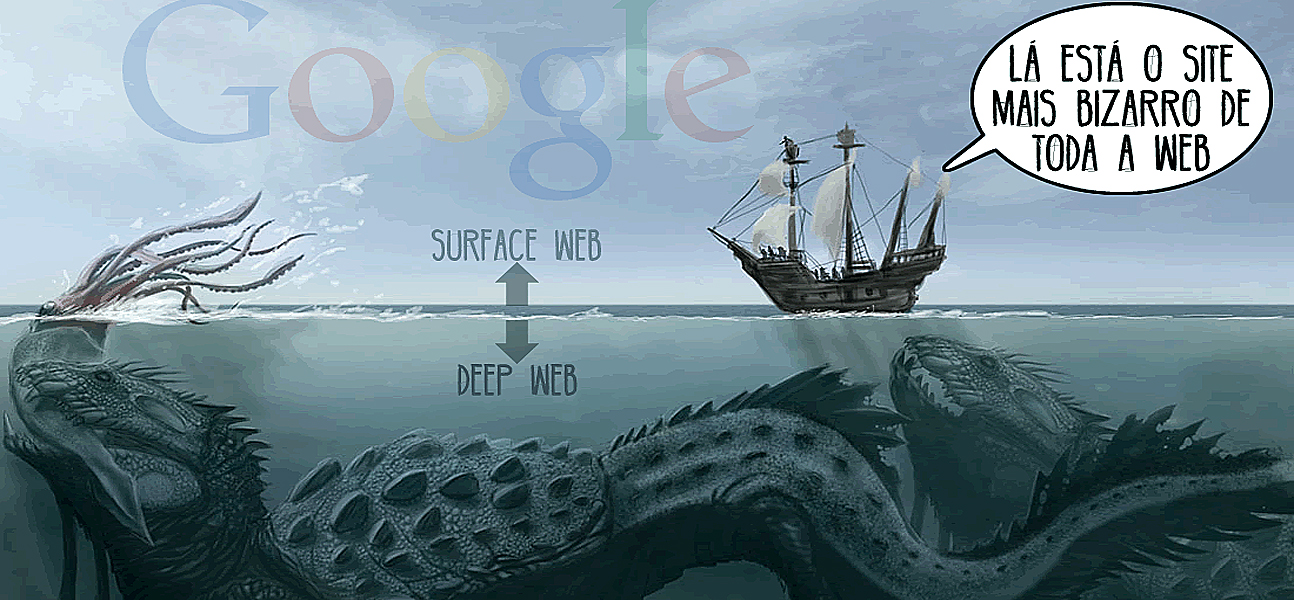 Google
LÁ ESTÁ O SITE
MAIS BIZARRO DE
TODA A WEB
SURFACE WEB
DEEP WEB